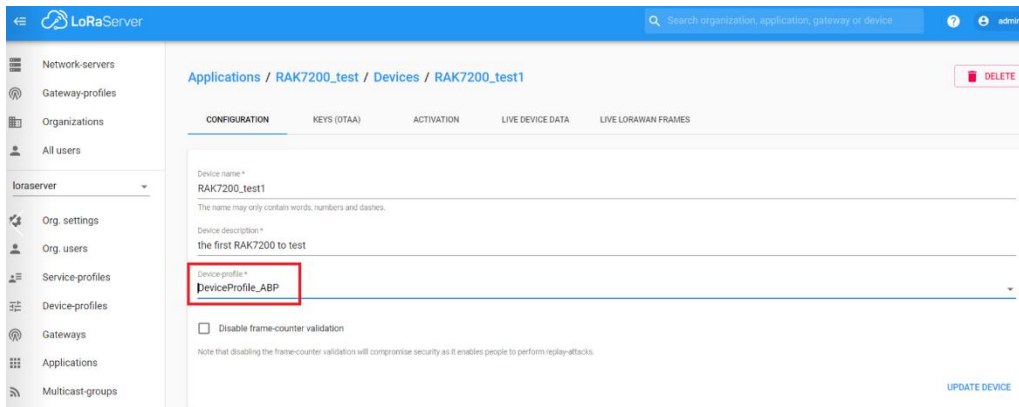 LoRaServer
Search organization, application, gateway or device
? admin
Network-servers
Gateway-profiles
Organizations
All users
loraserver
Org. settings
Org. users
Service-profiles
Device-profiles
Gateways
Applications
Multicast-groups
Applications / RAK7200_test / Devices / RAK7200_test1
DELETE
CONFIGURATION KEYS (OTAA) ACTIVATION LIVE DEVICE DATA LIVE LORAWAN FRAMES
Device name *
RAK7200_test1
The name may only contain words, numbers and dashes.
Device description *
the first RAK7200 to test
Device-profile *
DeviceProfile_ABP
Disable frame-counter validation
Note that disabling the frame-counter validation will compromise security as it enables people to perform replay-attacks.
UPDATE DEVICE